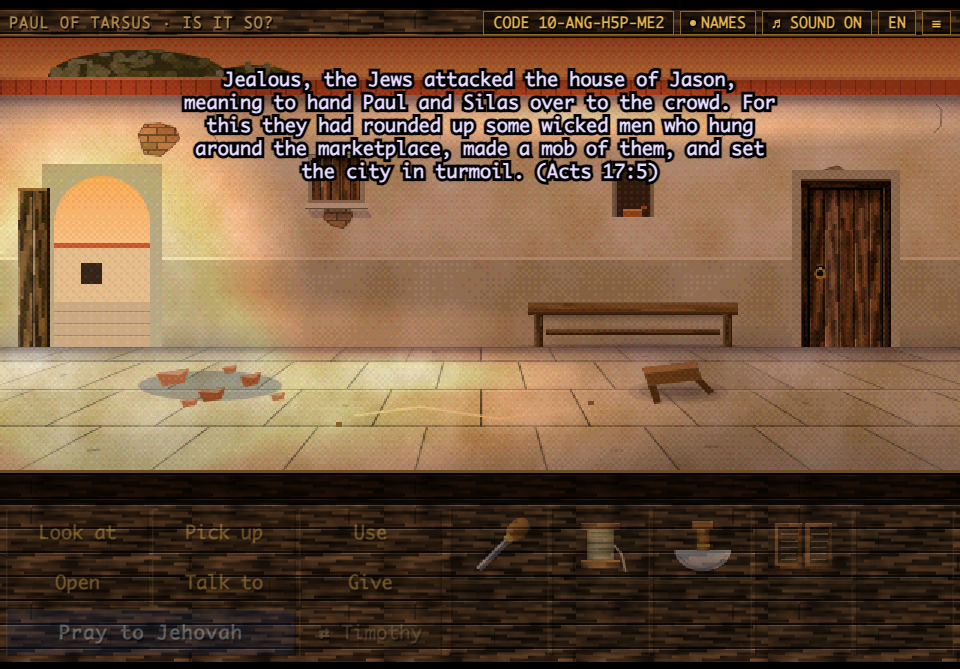 PAUL OF TARSUS · IS IT SO?
CODE 10-ANG-H5P-ME2
• NAMES
♬ SOUND ON
EN
≡
Jealous, the Jews attacked the house of Jason,
meaning to hand Paul and Silas over to the crowd. For
this they had rounded up some wicked men who hung
around the marketplace, made a mob of them, and set
the city in turmoil. (Acts 17:5)
Look at
Pick up
Use
Open
Talk to
Give
Pray to Jehovah
⇄ Timothy